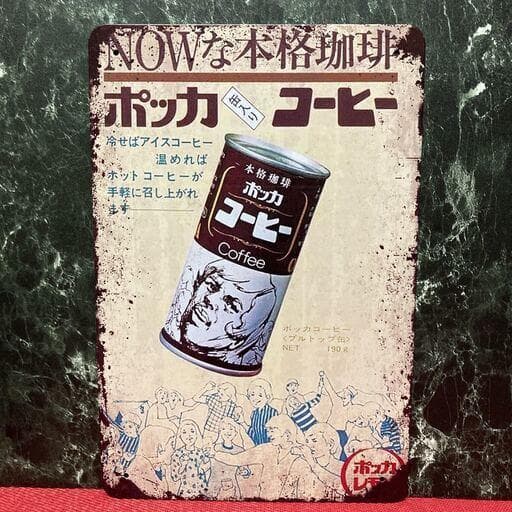 NOWな本格珈琲
ポッカ 缶入り コーヒー
冷せばアイスコーヒー
温めれば
ホットコーヒーが
手軽に召し上がれ
ます
本格珈琲
ポッカ
コーヒー
Coffee
ポッカコーヒー
〈プルトップ缶〉
NET 190g
ポッカ
レモン